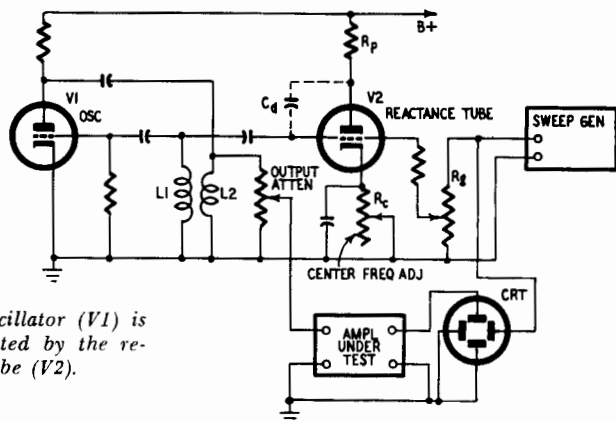 B+
Rp
V1
OSC
Cd
V2
REACTANCE TUBE
SWEEP GEN
L1
L2
OUTPUT
ATTEN
Rc
Rg
CENTER FREQ ADJ
CRT
AMPL
UNDER
TEST
cillator (V1) is
ted by the re-
be (V2).